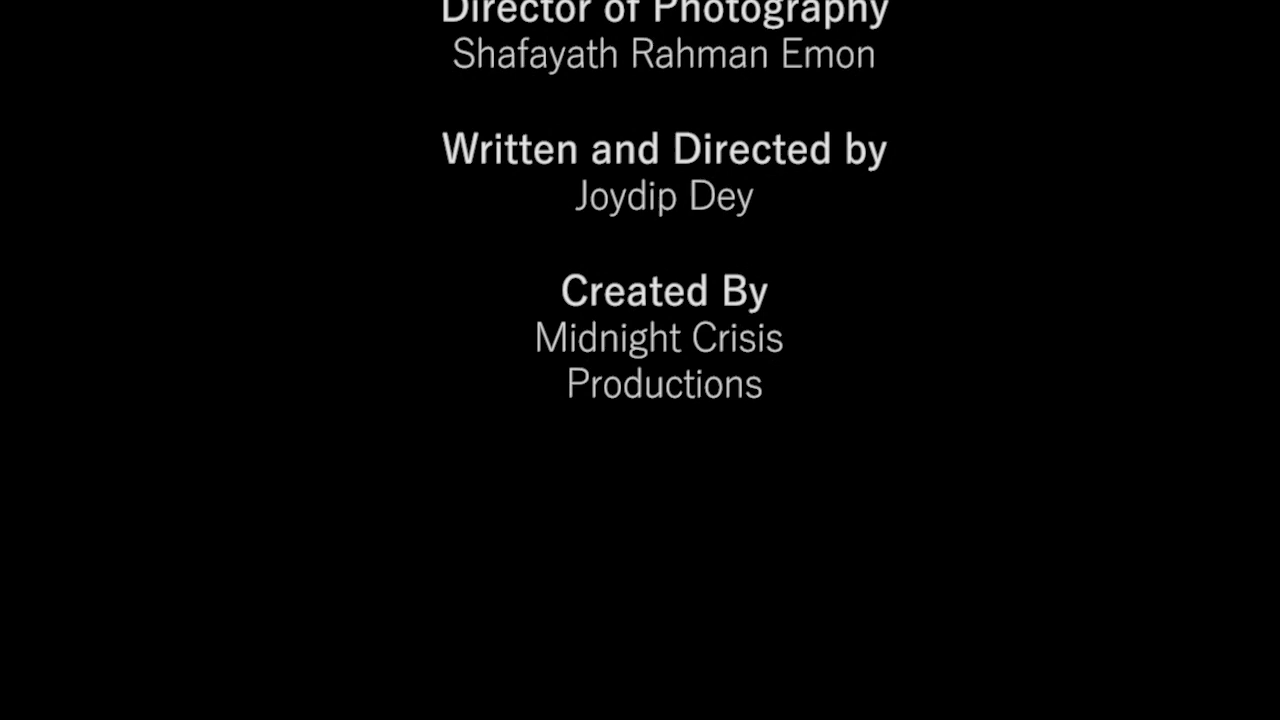 Director of Photography
Shafayath Rahman Emon
Written and Directed by
Joydip Dey
Created By
Midnight Crisis
Productions